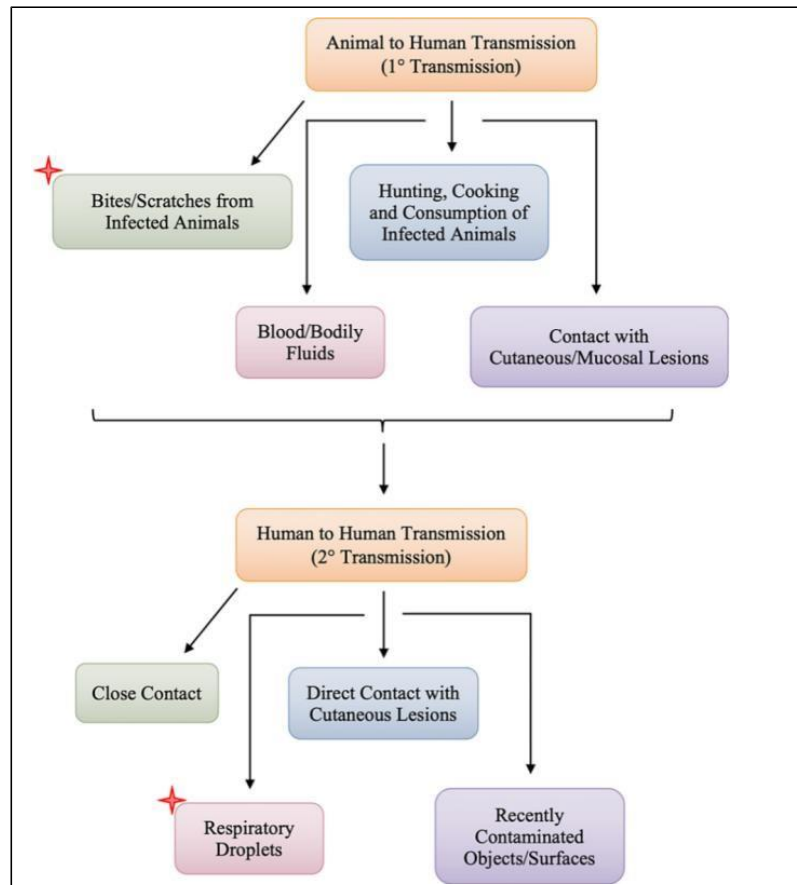 Animal to Human Transmission
(1° Transmission)
Bites/Scratches from
Infected Animals
Hunting, Cooking
and Consumption of
Infected Animals
Blood/Bodily
Fluids
Contact with
Cutaneous/Mucosal Lesions
Human to Human Transmission
(2° Transmission)
Close Contact
Direct Contact with
Cutaneous Lesions
Respiratory
Droplets
Recently
Contaminated
Objects/Surfaces